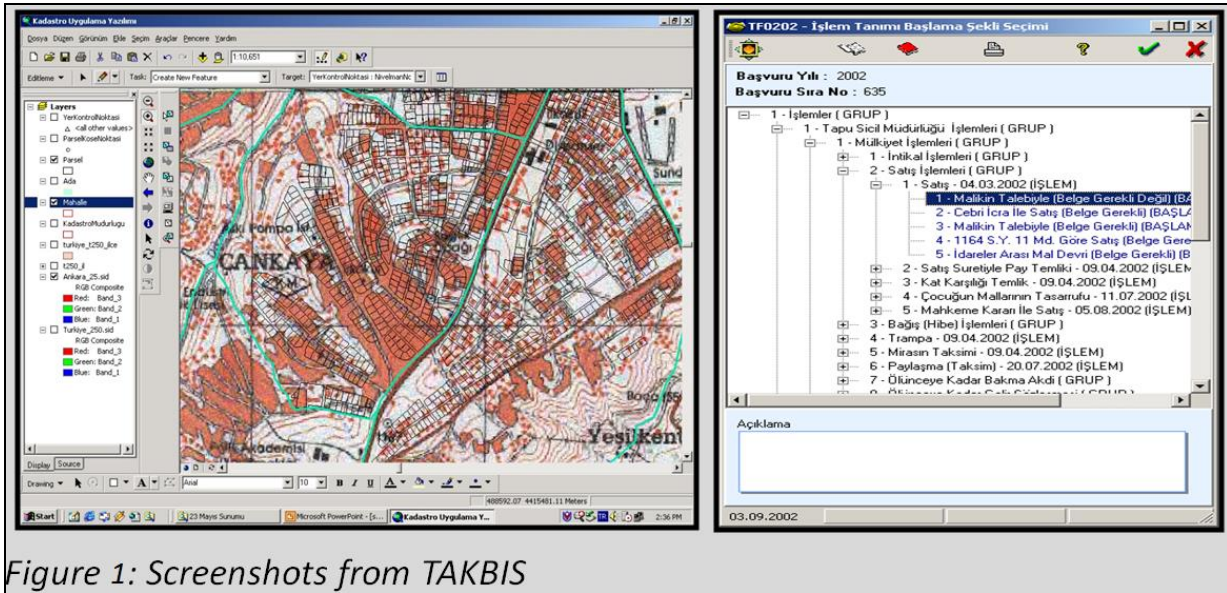 Kadastro Uygulama Yazılımı
Dosya Düzen Görünüm Ekle Seçim Araçlar Pencere Yardım
1:10,651
Editleme Task: Create New Feature Target: YerKontrolNoktasi : NivelmanNc
Layers
YerKontrolNoktasi
<all other values>
ParselKoseNoktasi
Parsel
Ada
Mahalle
KadastroMudurlugu
turkiye_t250_ilce
t250_il
Ankara_25.sid
RGB Composite
Red: Band_3
Green: Band_2
Blue: Band_1
Turkiye_250.sid
RGB Composite
Red: Band_3
Green: Band_2
Blue: Band_1
Display Source
ÇANKAYA
Pompa
Akademisi
Yeşilkent
Drawing Arial 10 B I U A
488592.07 4415481.11 Meters
Start 23 Mayıs Sunumu Microsoft PowerPoint - [s... Kadastro Uygulama Y... TR 2:36 PM
TF0202 - İşlem Tanımı Başlama Şekli Seçimi
Başvuru Yılı : 2002
Başvuru Sıra No : 635
1 - İşlemler ( GRUP )
1 - Tapu Sicil Müdürlüğü İşlemleri ( GRUP )
1 - Mülkiyet İşlemleri ( GRUP )
1 - İntikal İşlemleri ( GRUP )
2 - Satış İşlemleri ( GRUP )
1 - Satış - 04.03.2002 (İŞLEM)
1 - Malikin Talebiyle (Belge Gerekli Değil) (BA
2 - Cebri İcra İle Satış (Belge Gerekli) (BAŞLA
3 - Malikin Talebiyle (Belge Gerekli) (BAŞLAN
4 - 1164 S.Y. 11 Md. Göre Satış (Belge Gere
5 - İdareler Arası Mal Devri (Belge Gerekli) (B
2 - Satış Suretiyle Pay Temliki - 09.04.2002 (İŞLEM
3 - Kat Karşılığı Temlik - 09.04.2002 (İŞLEM)
4 - Çocuğun Mallarının Tasarrufu - 11.07.2002 (İŞL
5 - Mahkeme Kararı İle Satış - 05.08.2002 (İŞLEM)
3 - Bağış (Hibe) İşlemleri ( GRUP )
4 - Trampa - 09.04.2002 (İŞLEM)
5 - Mirasın Taksimi - 09.04.2002 (İŞLEM)
6 - Paylaşma (Taksim) - 20.07.2002 (İŞLEM)
7 - Ölünceye Kadar Bakma Akdi ( GRUP )
Açıklama
03.09.2002
Figure 1: Screenshots from TAKBIS